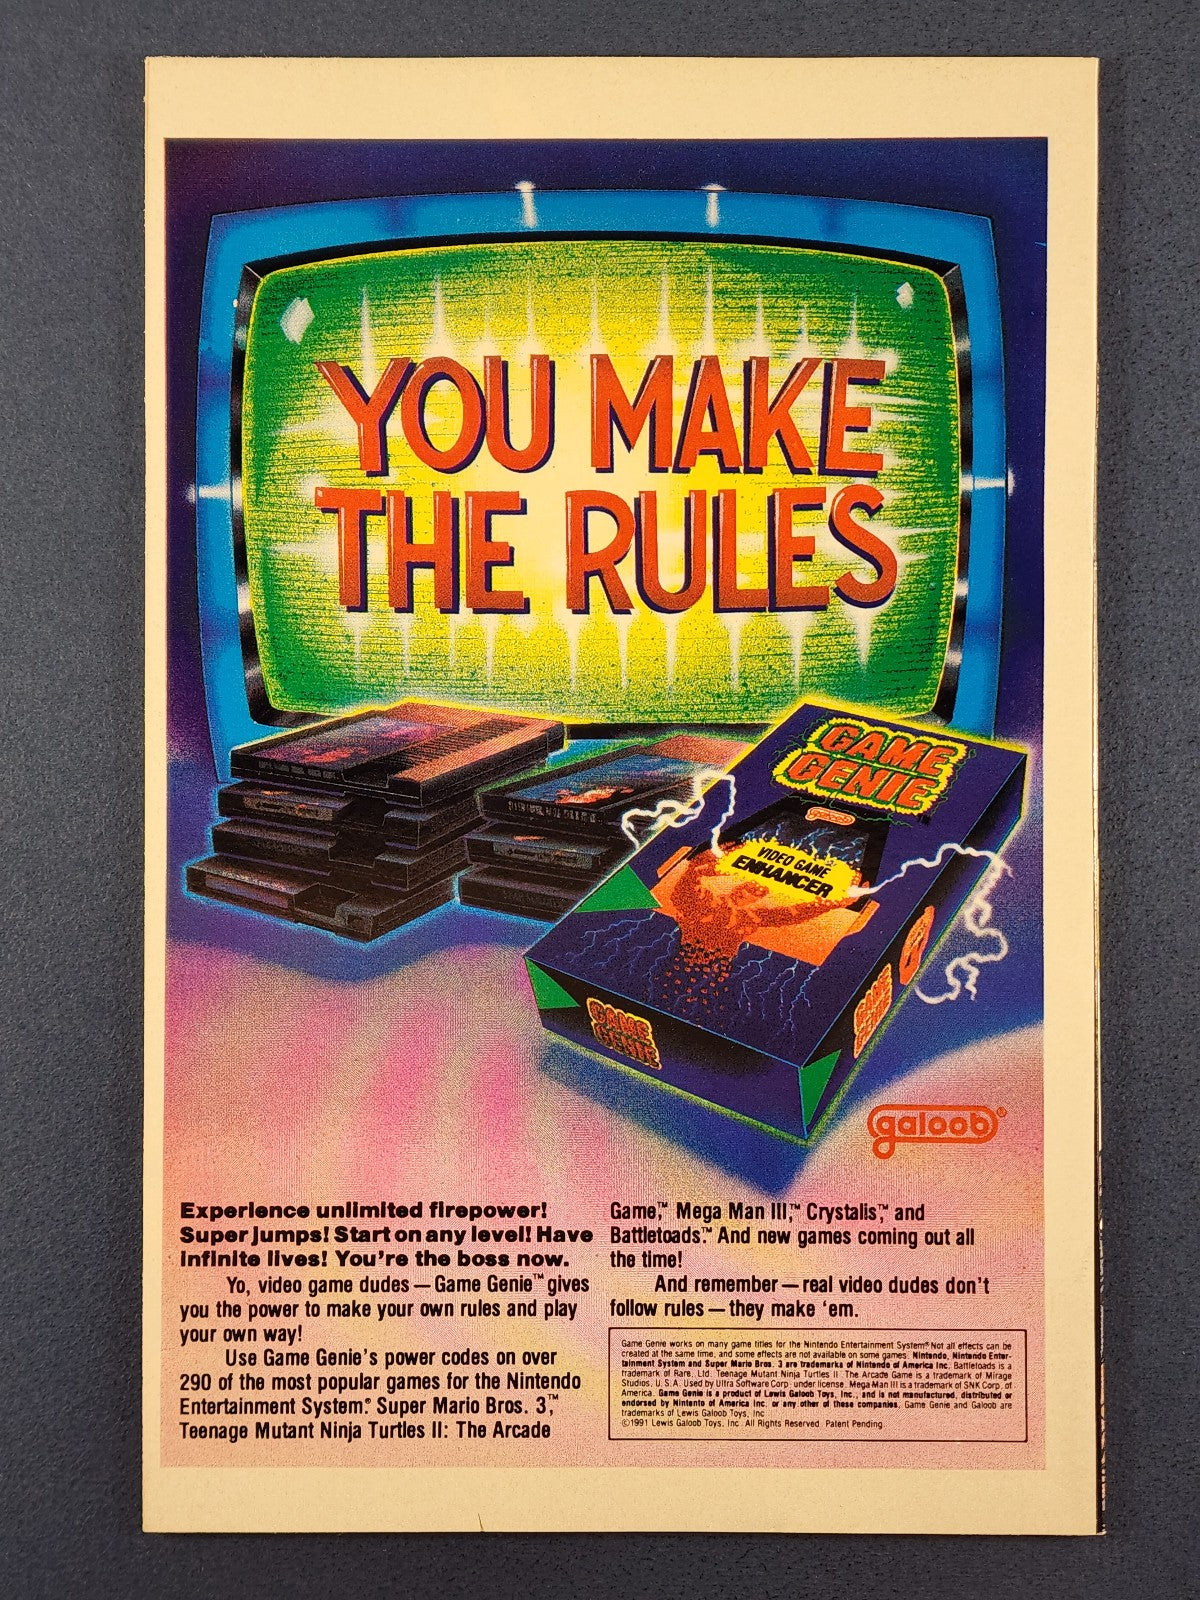 YOU MAKE
THE RULES
GAME
GENIE
galoob
VIDEO GAME
ENHANCER
GAME
GENIE
GAME
GENIE
galoob®
Experience unlimited firepower!
Super Jumps! Start on any level! Have
infinite lives! You're the boss now.
Yo, video game dudes — Game Genie™ gives
you the power to make your own rules and play
your own way!
Use Game Genie's power codes on over
290 of the most popular games for the Nintendo
Entertainment System.® Super Mario Bros. 3,™
Teenage Mutant Ninja Turtles II: The Arcade
Game,™ Mega Man III,™ Crystalis,™ and
Battletoads.™ And new games coming out all
the time!
And remember — real video dudes don't
follow rules — they make 'em.
Game Genie works on many game titles for the Nintendo Entertainment System® Not all effects can be
created at the same time, and some effects are not available on some games. Nintendo, Nintendo Enter-
tainment System and Super Mario Bros. 3 are trademarks of Nintendo of America Inc. Battletoads is a
trademark of Rare, Ltd. Teenage Mutant Ninja Turtles II The Arcade Game is a trademark of Mirage
Studios, U.S.A. Used by Ultra Software Corp. under license. Mega Man III is a trademark of SNK Corp. of
America. Game Genie is a product of Lewis Galoob Toys, Inc., and is not manufactured, distributed or
endorsed by Nintento of America Inc. or any other of these companies. Game Genie and Galoob are
trademarks of Lewis Galoob Toys, Inc.
©1991 Lewis Galoob Toys, Inc. All Rights Reserved. Patent Pending.